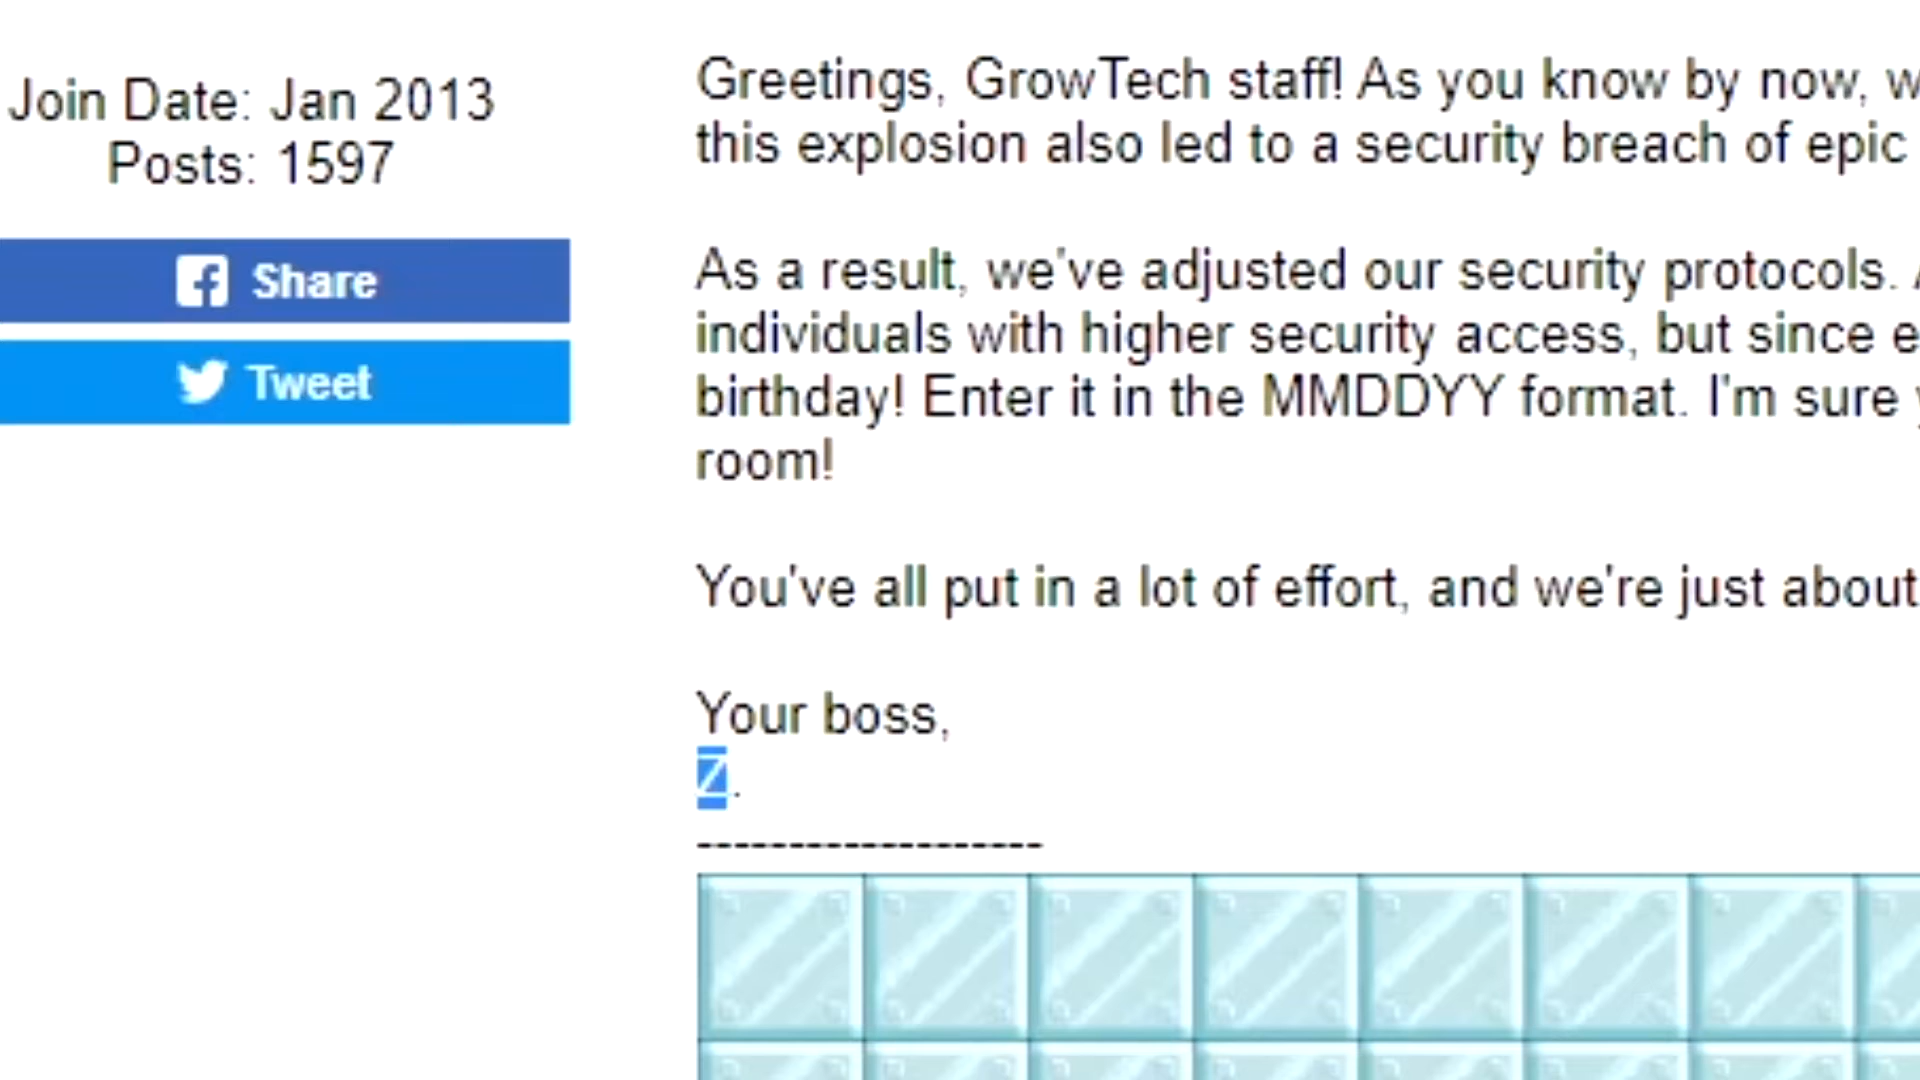 Join Date: Jan 2013
Posts: 1597
Share
Tweet
Greetings, GrowTech staff! As you know by now,
this explosion also led to a security breach of epic
As a result, we've adjusted our security protocols.
individuals with higher security access, but since
birthday! Enter it in the MMDDYY format. I'm sure
room!
You've all put in a lot of effort, and we're just about
Your boss,
Z.
-------------------